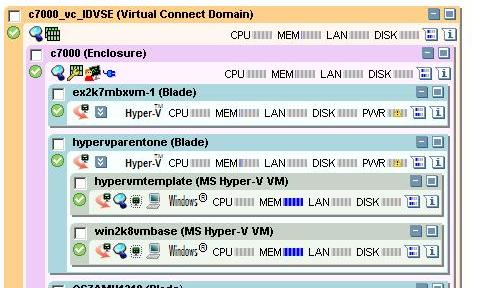 c7000_vc_IDVSE (Virtual Connect Domain)
CPU MEM LAN DISK
c7000 (Enclosure)
CPU MEM LAN DISK
ex2k7mbxvm-1 (Blade)
Hyper-V™ CPU MEM LAN DISK PWR
hypervparentone (Blade)
Hyper-V™ CPU MEM LAN DISK PWR
hypervmtemplate (MS Hyper-V VM)
Windows® CPU MEM LAN DISK
win2k8vmbase (MS Hyper-V VM)
Windows® CPU MEM LAN DISK